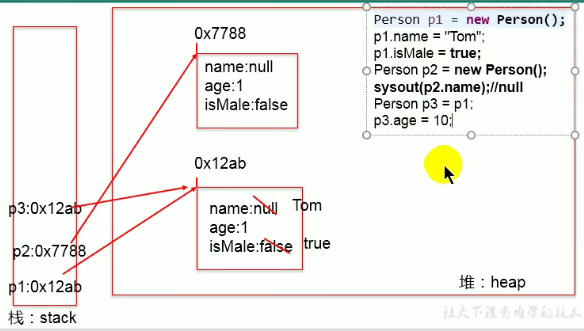 0x7788
name:null
age:1
isMale:false
Person p1 = new Person();
p1.name = "Tom";
p1.isMale = true;
Person p2 = new Person();
sysout(p2.name);//null
Person p3 = p1;
p3.age = 10;
0x12ab
name:null Tom
age:1
isMale:false true
p3:0x12ab
p2:0x7788
p1:0x12ab
堆：heap
栈：stack
让天下没有难学的技术